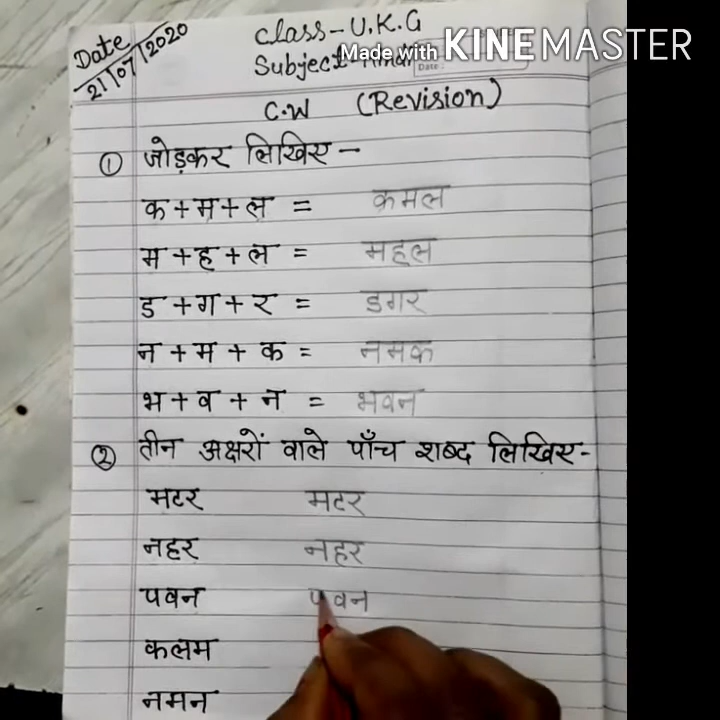 Date 21/07/2020
Class-U.K.G
Made with KINEMASTER
Subject-
Date:
C.W (Revision)
① जोड़कर लिखिए -
क + म + ल = कमल
म + ह + ल = महल
ड + ग + र = डगर
न + म + क = नमक
भ + व + न = भवन
② तीन अक्षरों वाले पाँच शब्द लिखिए-
मटर मटर
नहर नहर
पवन पवन
कलम
नमन